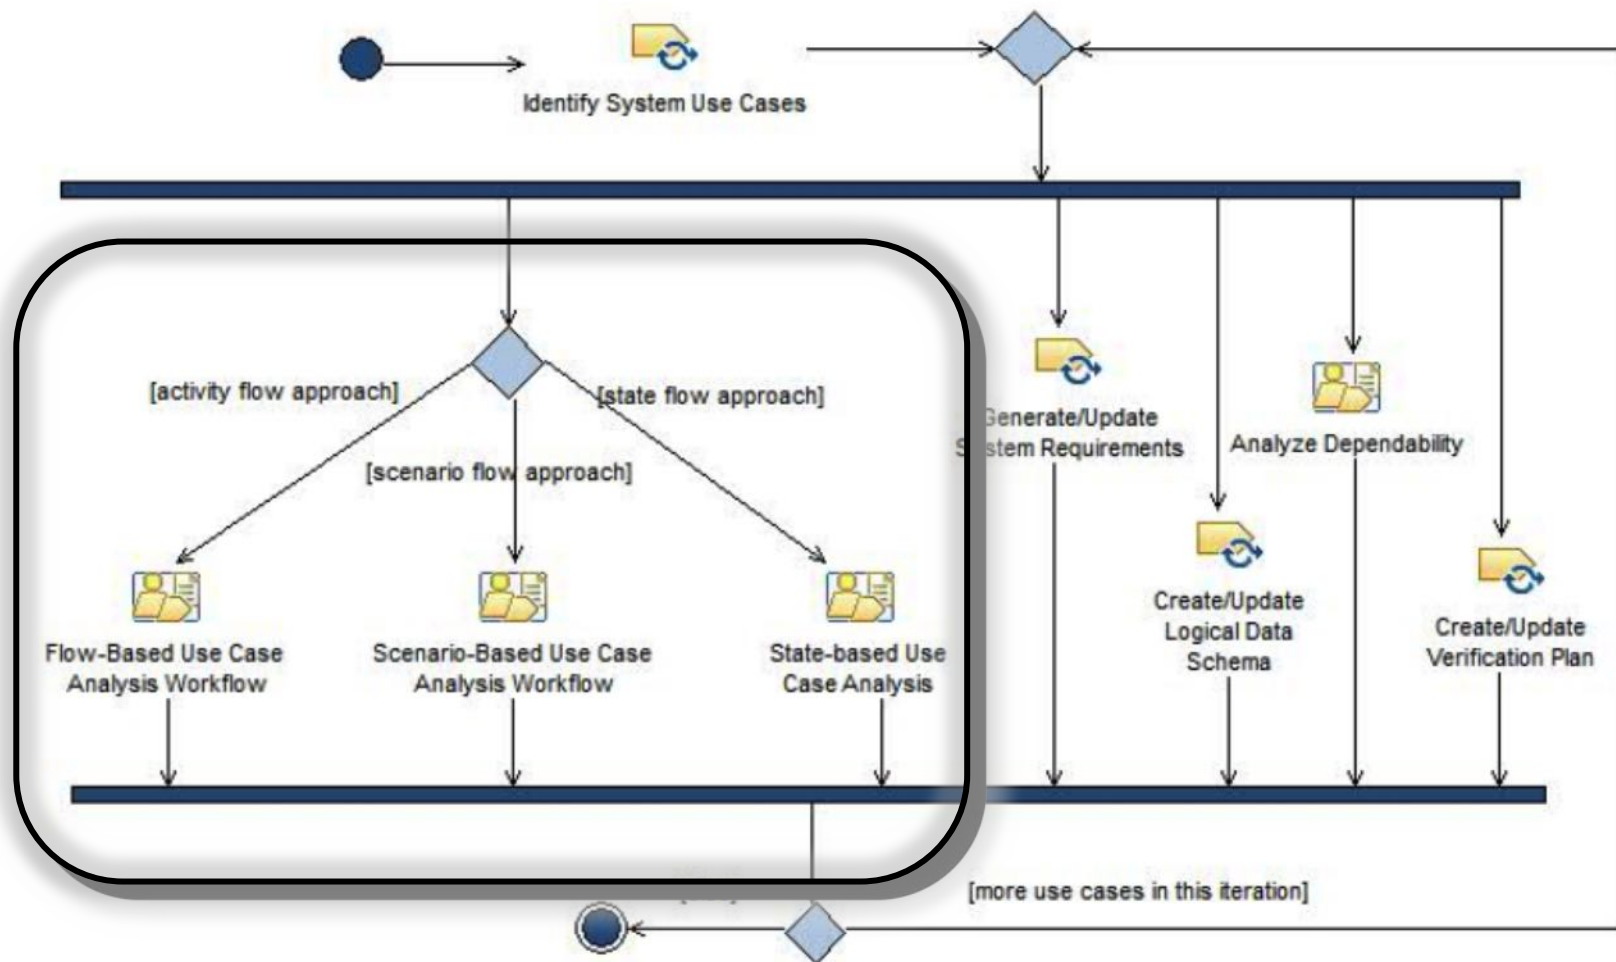 Identify System Use Cases
[activity flow approach]
[state flow approach]
[scenario flow approach]
Flow-Based Use Case
Analysis Workflow
Scenario-Based Use Case
Analysis Workflow
State-based Use
Case Analysis
Generate/Update
System Requirements
Analyze Dependability
Create/Update
Logical Data
Schema
Create/Update
Verification Plan
[more use cases in this iteration]